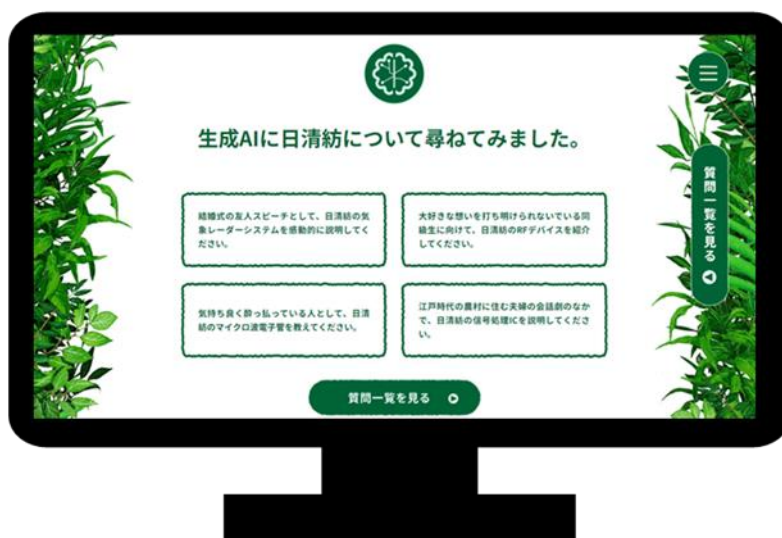 生成AIに日清紡について尋ねてみました。
結婚式の友人スピーチとして、日清紡の気
象レーダーシステムを感動的に説明してく
ださい。
大好きな想いを打ち明けられないでいる同
級生に向けて、日清紡のRFデバイスを紹介
してください。
気持ち良く酔っ払っている人として、日清
紡のマイクロ波電子管を教えてください。
江戸時代の農村に住む夫婦の会話劇のなか
で、日清紡の信号処理ICを説明してくださ
い。
質問一覧を見る
質問一覧を見る